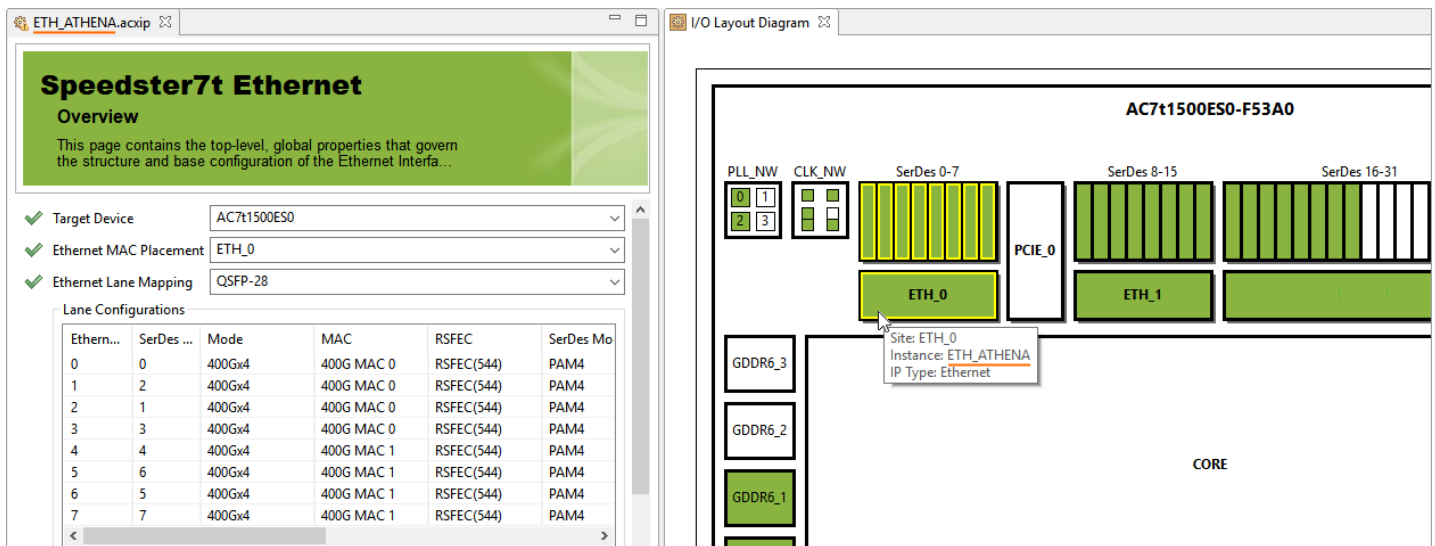 ETH_ATHENA.acxip
Speedster7t Ethernet
Overview
This page contains the top-level, global properties that govern
the structure and base configuration of the Ethernet Interfa...
Target Device AC7t1500ES0
Ethernet MAC Placement ETH_0
Ethernet Lane Mapping QSFP-28
Lane Configurations
Ethern... SerDes ... Mode MAC RSFEC SerDes Mo
0 0 400Gx4 400G MAC 0 RSFEC(544) PAM4
1 2 400Gx4 400G MAC 0 RSFEC(544) PAM4
2 1 400Gx4 400G MAC 0 RSFEC(544) PAM4
3 3 400Gx4 400G MAC 0 RSFEC(544) PAM4
4 4 400Gx4 400G MAC 1 RSFEC(544) PAM4
5 6 400Gx4 400G MAC 1 RSFEC(544) PAM4
6 5 400Gx4 400G MAC 1 RSFEC(544) PAM4
7 7 400Gx4 400G MAC 1 RSFEC(544) PAM4
I/O Layout Diagram
AC7t1500ES0-F53A0
PLL_NW CLK_NW SerDes 0-7 SerDes 8-15 SerDes 16-31
0 1
2 3
PCIE_0
ETH_0 ETH_1
Site: ETH_0
Instance: ETH_ATHENA
IP Type: Ethernet
GDDR6_3
GDDR6_2
CORE
GDDR6_1